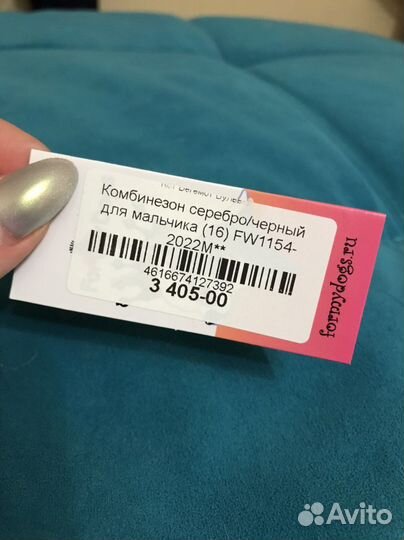 Комбинезон серебро/черный
для мальчика (16) FW1154-
2022M**
4616674127392
3 405-00
formydogs.ru
Avito